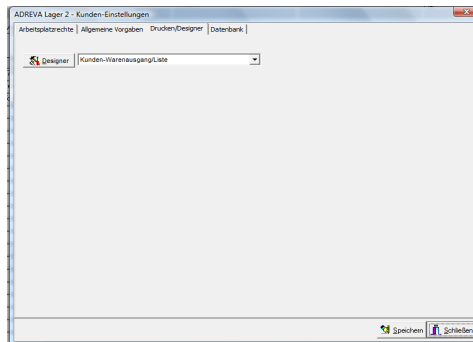 ADREVA Lager 2 - Kunden-Einstellungen
Arbeitsplatzrechte Allgemeine Vorgaben Drucken/Designer Datenbank
Designer Kunden-Warenausgang/Liste
Speichern Schließen